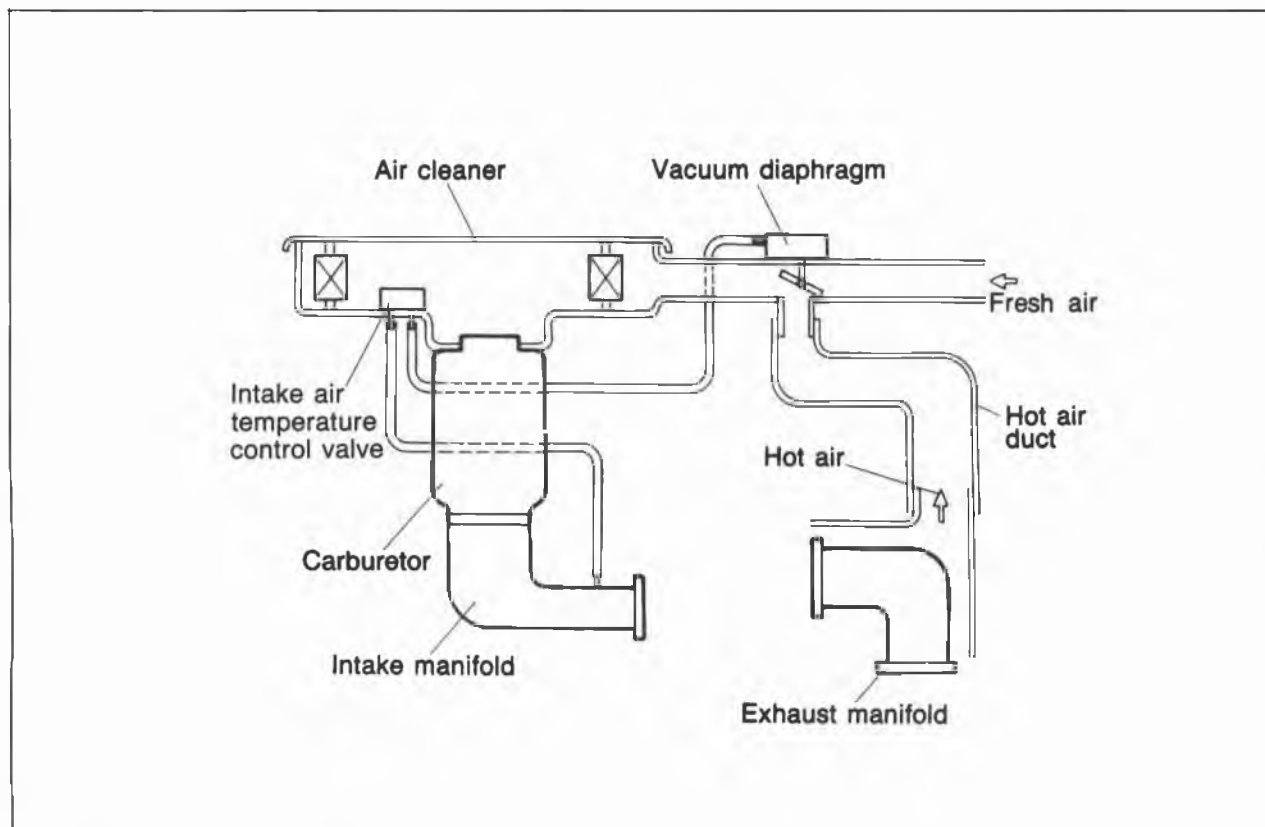 Air cleaner
Vacuum diaphragm
Fresh air
Intake air
temperature
control valve
Hot air
duct
Hot air
Carburetor
Intake manifold
Exhaust manifold